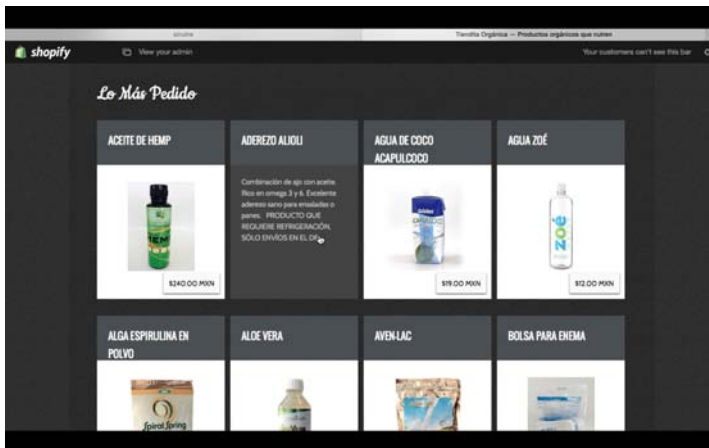 Tiendita Orgánica — Productos orgánicos que nutren
shopify
View your admin
Your customers can't see this bar
Lo Más Pedido
ACEITE DE HEMP
ADEREZO ALIOLI
AGUA DE COCO
ACAPULCOCO
AGUA ZOÉ
Combinación de ajo con aceite.
Rico en omega 3 y 6. Excelente
aderezo sano para ensaladas o
panes. PRODUCTO QUE
REQUIERE REFRIGERACIÓN,
SÓLO ENVÍOS EN EL DF.
HEMP
zoé
$240.00 MXN
$19.00 MXN
$12.00 MXN
ALGA ESPIRULINA EN
POLVO
ALOE VERA
AVEN-LAC
BOLSA PARA ENEMA
Spiral Spring